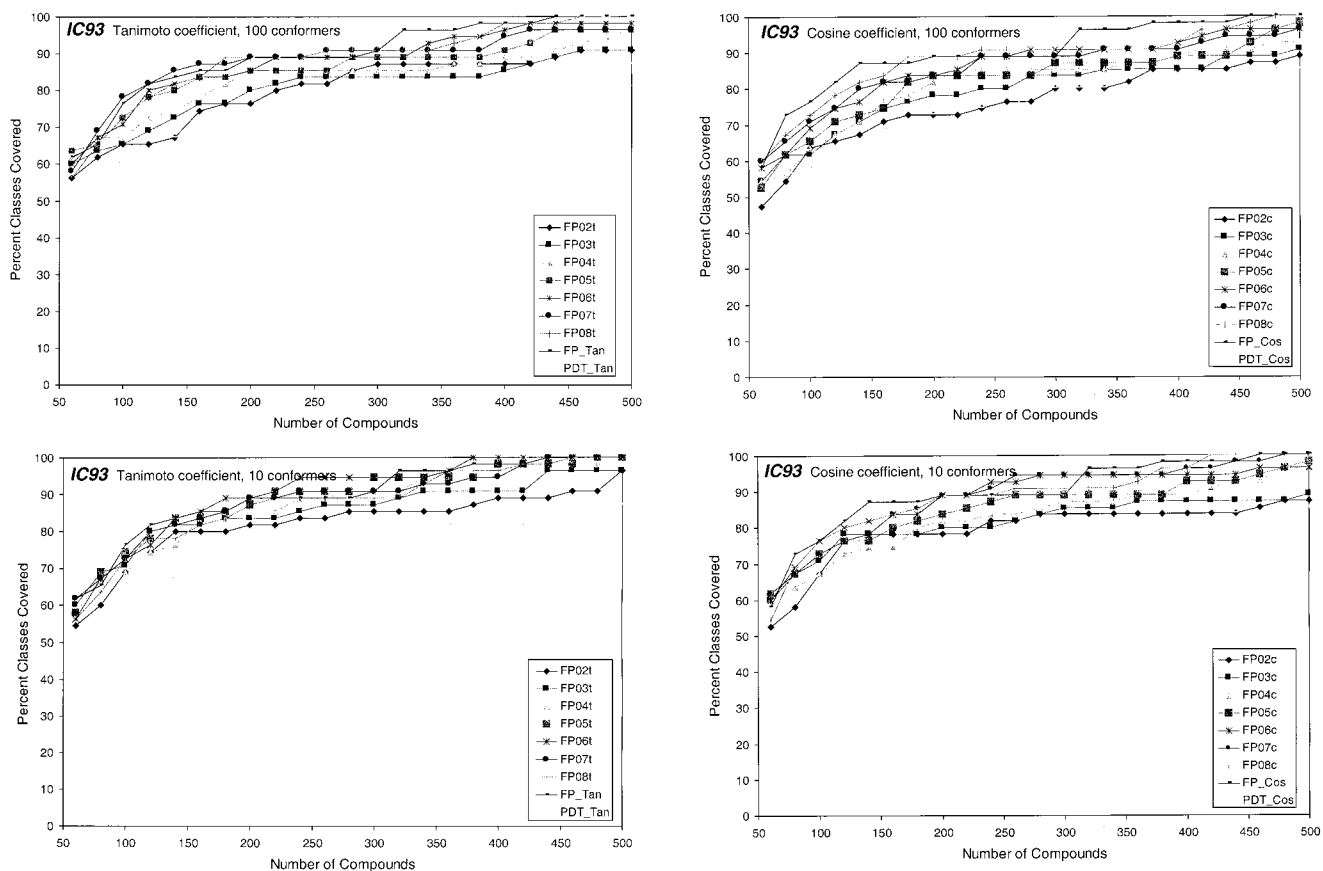 IC93 Tanimoto coefficient, 100 conformers
Percent Classes Covered
100
90
80
70
60
50
40
30
20
10
0
50 100 150 200 250 300 350 400 450 500
Number of Compounds
FP02t
FP03t
FP04t
FP05t
FP06t
FP07t
FP08t
FP_Tan
PDT_Tan
IC93 Cosine coefficient, 100 conformers
Percent Classes Covered
100
90
80
70
60
50
40
30
20
10
0
50 100 150 200 250 300 350 400 450 500
Number of Compounds
FP02c
FP03c
FP04c
FP05c
FP06c
FP07c
FP08c
FP_Cos
PDT_Cos
IC93 Tanimoto coefficient, 10 conformers
Percent Classes Covered
100
90
80
70
60
50
40
30
20
10
0
50 100 150 200 250 300 350 400 450 500
Number of Compounds
FP02t
FP03t
FP04t
FP05t
FP06t
FP07t
FP08t
FP_Tan
PDT_Tan
IC93 Cosine coefficient, 10 conformers
Percent Classes Covered
100
90
80
70
60
50
40
30
20
10
0
50 100 150 200 250 300 350 400 450 500
Number of Compounds
FP02c
FP03c
FP04c
FP05c
FP06c
FP07c
FP08c
FP_Cos
PDT_Cos